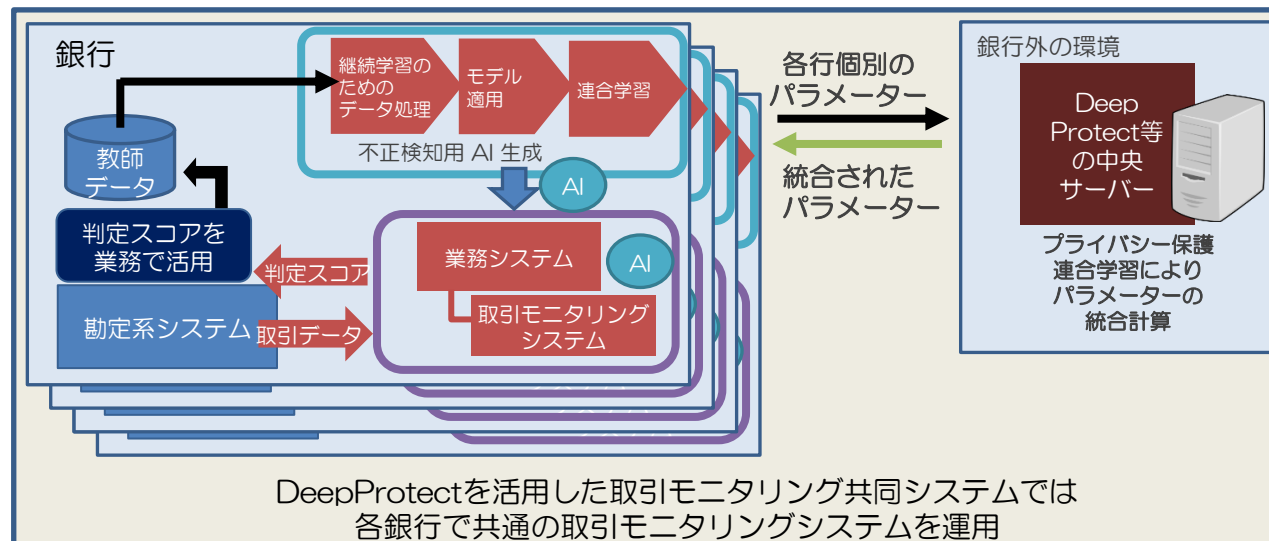 銀行
継続学習の
ための
データ処理
モデル
適用
連合学習
不正検知用 AI 生成
AI
教師
データ
判定スコアを
業務で活用
判定スコア
勘定系システム
取引データ
業務システム
AI
取引モニタリング
システム
各行個別の
パラメーター
統合された
パラメーター
銀行外の環境
Deep
Protect等
の中央
サーバー
プライバシー保護
連合学習により
パラメーターの
統合計算
DeepProtectを活用した取引モニタリング共同システムでは
各銀行で共通の取引モニタリングシステムを運用